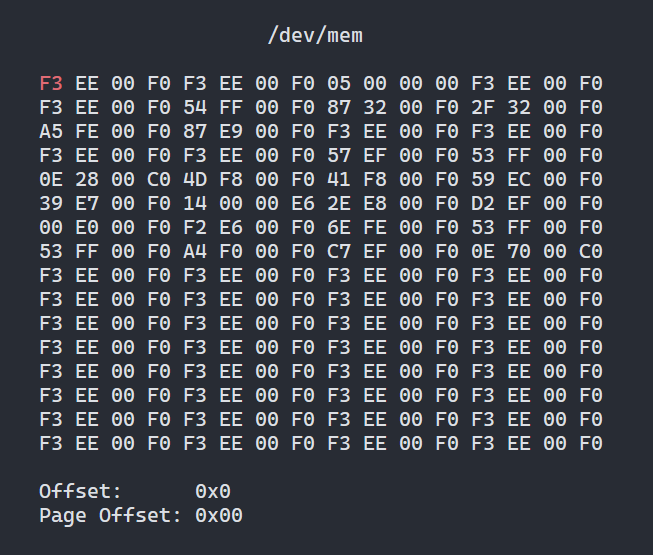 /dev/mem
F3 EE 00 F0 F3 EE 00 F0 05 00 00 00 F3 EE 00 F0
F3 EE 00 F0 54 FF 00 F0 87 32 00 F0 2F 32 00 F0
A5 FE 00 F0 87 E9 00 F0 F3 EE 00 F0 F3 EE 00 F0
F3 EE 00 F0 F3 EE 00 F0 57 EF 00 F0 53 FF 00 F0
0E 28 00 C0 4D F8 00 F0 41 F8 00 F0 59 EC 00 F0
39 E7 00 F0 14 00 00 E6 2E E8 00 F0 D2 EF 00 F0
00 E0 00 F0 F2 E6 00 F0 6E FE 00 F0 53 FF 00 F0
53 FF 00 F0 A4 F0 00 F0 C7 EF 00 F0 0E 70 00 C0
F3 EE 00 F0 F3 EE 00 F0 F3 EE 00 F0 F3 EE 00 F0
F3 EE 00 F0 F3 EE 00 F0 F3 EE 00 F0 F3 EE 00 F0
F3 EE 00 F0 F3 EE 00 F0 F3 EE 00 F0 F3 EE 00 F0
F3 EE 00 F0 F3 EE 00 F0 F3 EE 00 F0 F3 EE 00 F0
F3 EE 00 F0 F3 EE 00 F0 F3 EE 00 F0 F3 EE 00 F0
F3 EE 00 F0 F3 EE 00 F0 F3 EE 00 F0 F3 EE 00 F0
F3 EE 00 F0 F3 EE 00 F0 F3 EE 00 F0 F3 EE 00 F0
F3 EE 00 F0 F3 EE 00 F0 F3 EE 00 F0 F3 EE 00 F0
Offset: 0x0
Page Offset: 0x00